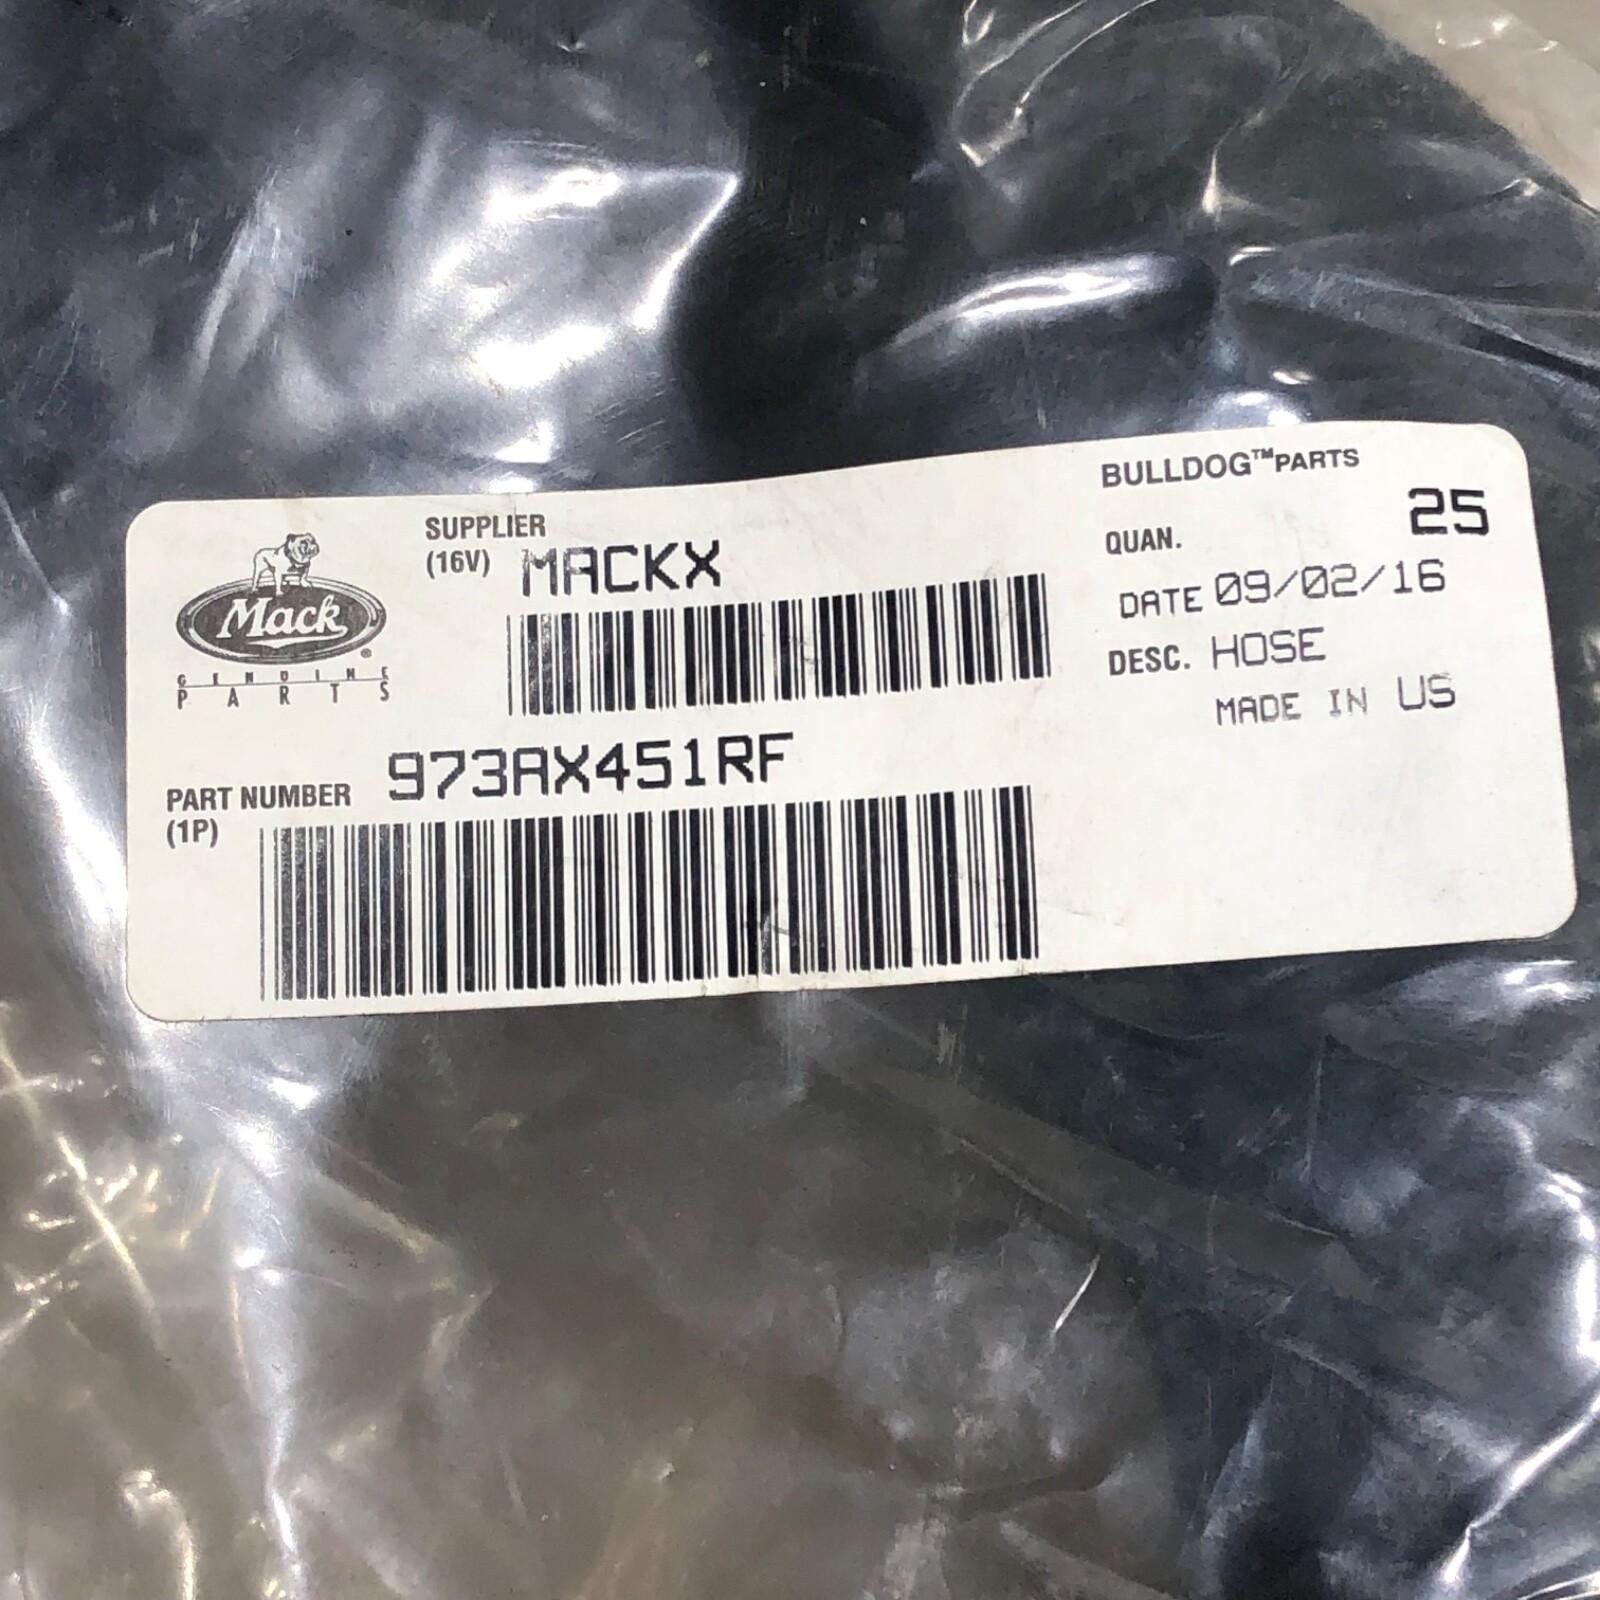 Mack®
GENUINE
PARTS
SUPPLIER
(16V) MACKX
PART NUMBER 973AX451RF
(1P)
BULLDOG™PARTS
QUAN. 25
DATE 09/02/16
DESC. HOSE
MADE IN US